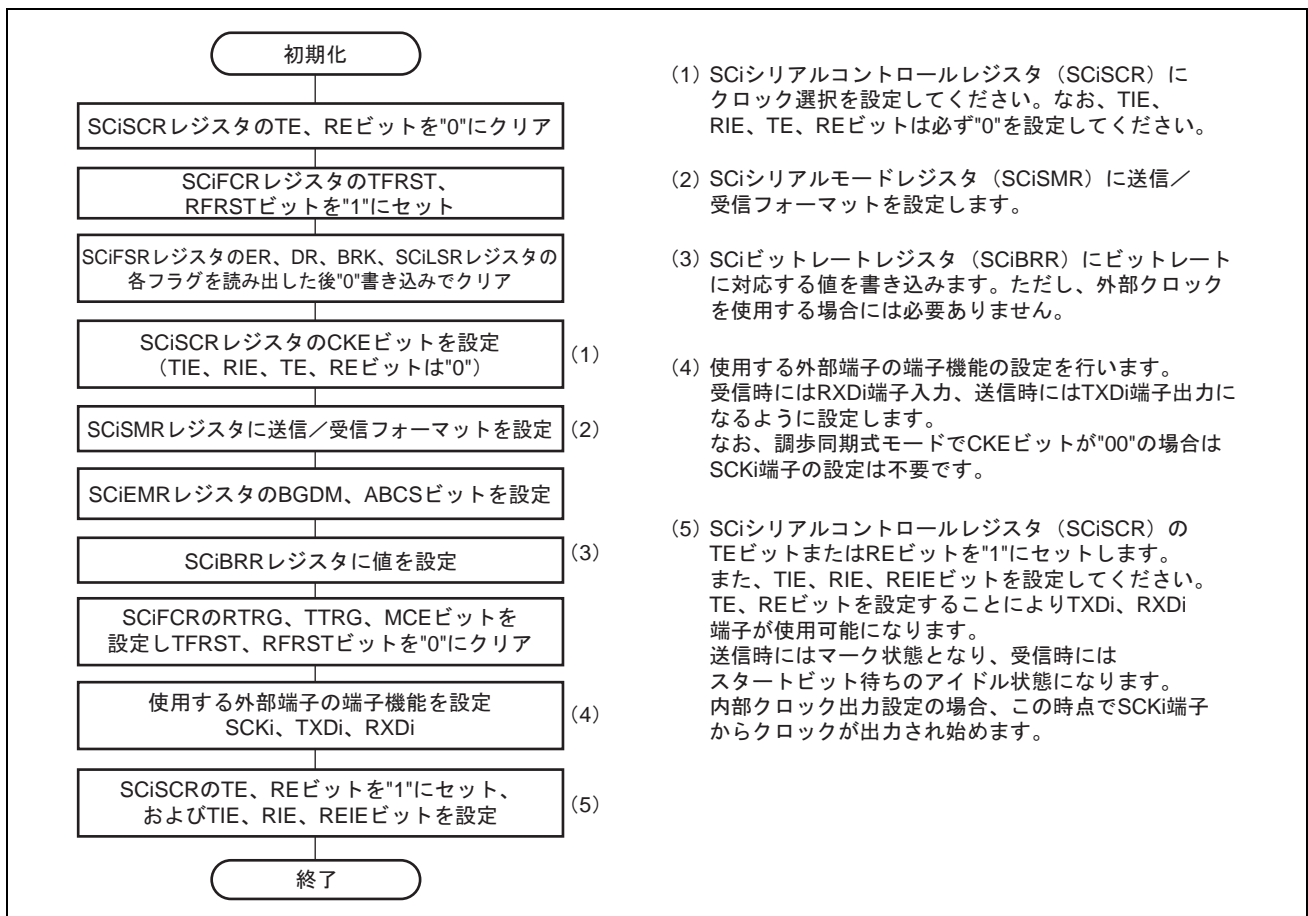 初期化
SCiSCRレジスタのTE、REビットを"0"にクリア
SCiFCRレジスタのTFRST、
RFRSTビットを"1"にセット
SCiFSRレジスタのER、DR、BRK、SCiLSRレジスタの
各フラグを読み出した後"0"書き込みでクリア
SCiSCRレジスタのCKEビットを設定
（TIE、RIE、TE、REビットは"0"）
（1）
SCiSMRレジスタに送信／受信フォーマットを設定
（2）
SCiEMRレジスタのBGDM、ABCSビットを設定
SCiBRRレジスタに値を設定
（3）
SCiFCRのRTRG、TTRG、MCEビットを
設定しTFRST、RFRSTビットを"0"にクリア
使用する外部端子の端子機能を設定
SCKi、TXDi、RXDi
（4）
SCiSCRのTE、REビットを"1"にセット、
およびTIE、RIE、REIEビットを設定
（5）
終了
（1）SCiシリアルコントロールレジスタ（SCiSCR）に
クロック選択を設定してください。なお、TIE、
RIE、TE、REビットは必ず"0"を設定してください。
（2）SCiシリアルモードレジスタ（SCiSMR）に送信／
受信フォーマットを設定します。
（3）SCiビットレートレジスタ（SCiBRR）にビットレート
に対応する値を書き込みます。ただし、外部クロック
を使用する場合には必要ありません。
（4）使用する外部端子の端子機能の設定を行います。
受信時にはRXDi端子入力、送信時にはTXDi端子出力に
なるように設定します。
なお、調歩同期式モードでCKEビットが"00"の場合は
SCKi端子の設定は不要です。
（5）SCiシリアルコントロールレジスタ（SCiSCR）の
TEビットまたはREビットを"1"にセットします。
また、TIE、RIE、REIEビットを設定してください。
TE、REビットを設定することによりTXDi、RXDi
端子が使用可能になります。
送信時にはマーク状態となり、受信時には
スタートビット待ちのアイドル状態になります。
内部クロック出力設定の場合、この時点でSCKi端子
からクロックが出力され始めます。